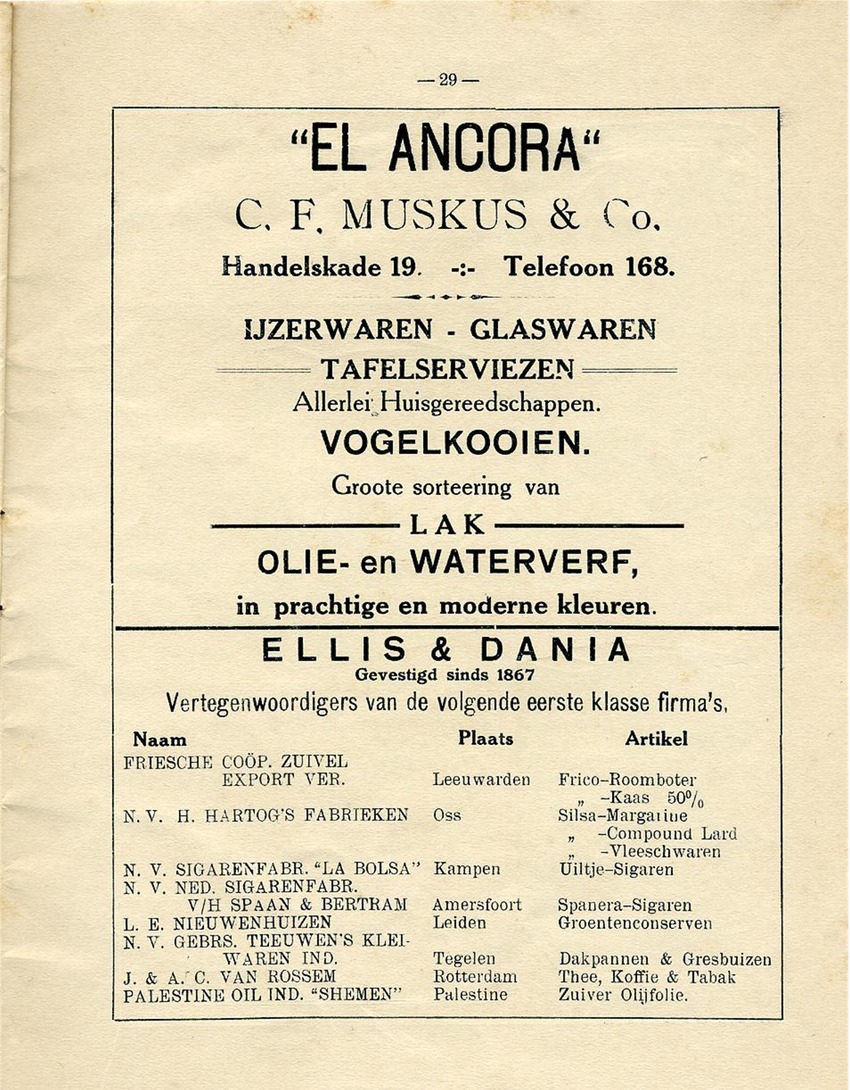 — 29 —
"EL ANCORA"
C. F. MUSKUS & Co.
Handelskade 19. -:- Telefoon 168.
IJZERWAREN - GLASWAREN
TAFELSERVIEZEN
Allerlei Huisgereedschappen.
VOGELKOOIEN.
Groote sorteering van
LAK
OLIE- en WATERVERF,
in prachtige en moderne kleuren.
ELLIS & DANIA
Gevestigd sinds 1867
Vertegenwoordigers van de volgende eerste klasse firma's,
Naam Plaats Artikel
FRIESCHE COÖP. ZUIVEL
EXPORT VER. Leeuwarden Frico-Roomboter
„ -Kaas 50%
N. V. H. HARTOG'S FABRIEKEN Oss Silsa-Margarine
„ -Compound Lard
„ -Vleeschwaren
N. V. SIGARENFABR. "LA BOLSA" Kampen Uiltje-Sigaren
N. V. NED. SIGARENFABR.
V/H SPAAN & BERTRAM Amersfoort Spanera-Sigaren
L. E. NIEUWENHUIZEN Leiden Groentenconserven
N. V. GEBRS. TEEUWEN'S KLEI-
WAREN IND. Tegelen Dakpannen & Gresbuizen
J. & A. C. VAN ROSSEM Rotterdam Thee, Koffie & Tabak
PALESTINE OIL IND. "SHEMEN" Palestine Zuiver Olijfolie.